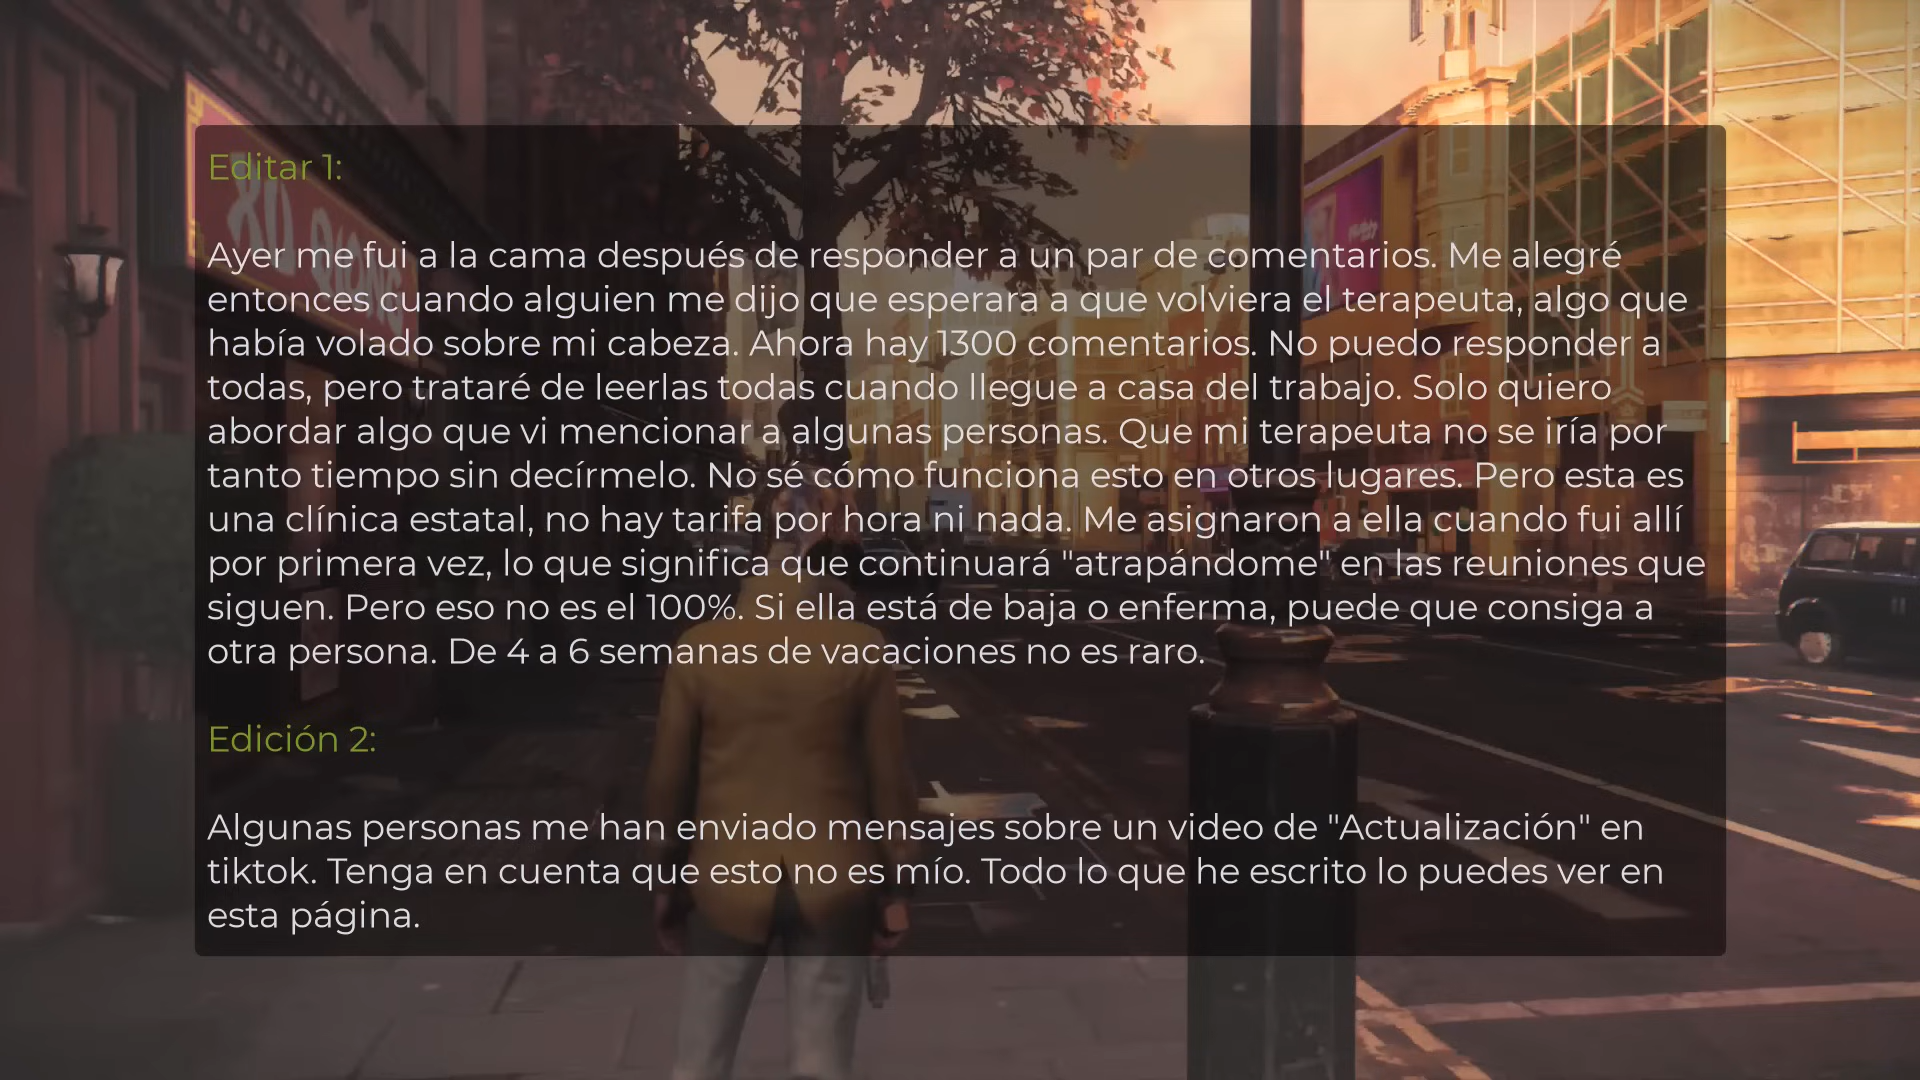 Editar 1:
Ayer me fui a la cama después de responder a un par de comentarios. Me alegré
entonces cuando alguien me dijo que esperara a que volviera el terapeuta, algo que
había volado sobre mi cabeza. Ahora hay 1300 comentarios. No puedo responder a
todas, pero trataré de leerlas todas cuando llegue a casa del trabajo. Solo quiero
abordar algo que vi mencionar a algunas personas. Que mi terapeuta no se iría por
tanto tiempo sin decírmelo. No sé cómo funciona esto en otros lugares. Pero esta es
una clínica estatal, no hay tarifa por hora ni nada. Me asignaron a ella cuando fui allí
por primera vez, lo que significa que continuará "atrapándome" en las reuniones que
siguen. Pero eso no es el 100%. Si ella está de baja o enferma, puede que consiga a
otra persona. De 4 a 6 semanas de vacaciones no es raro.
Edición 2:
Algunas personas me han enviado mensajes sobre un video de "Actualización" en
tiktok. Tenga en cuenta que esto no es mío. Todo lo que he escrito lo puedes ver en
esta página.